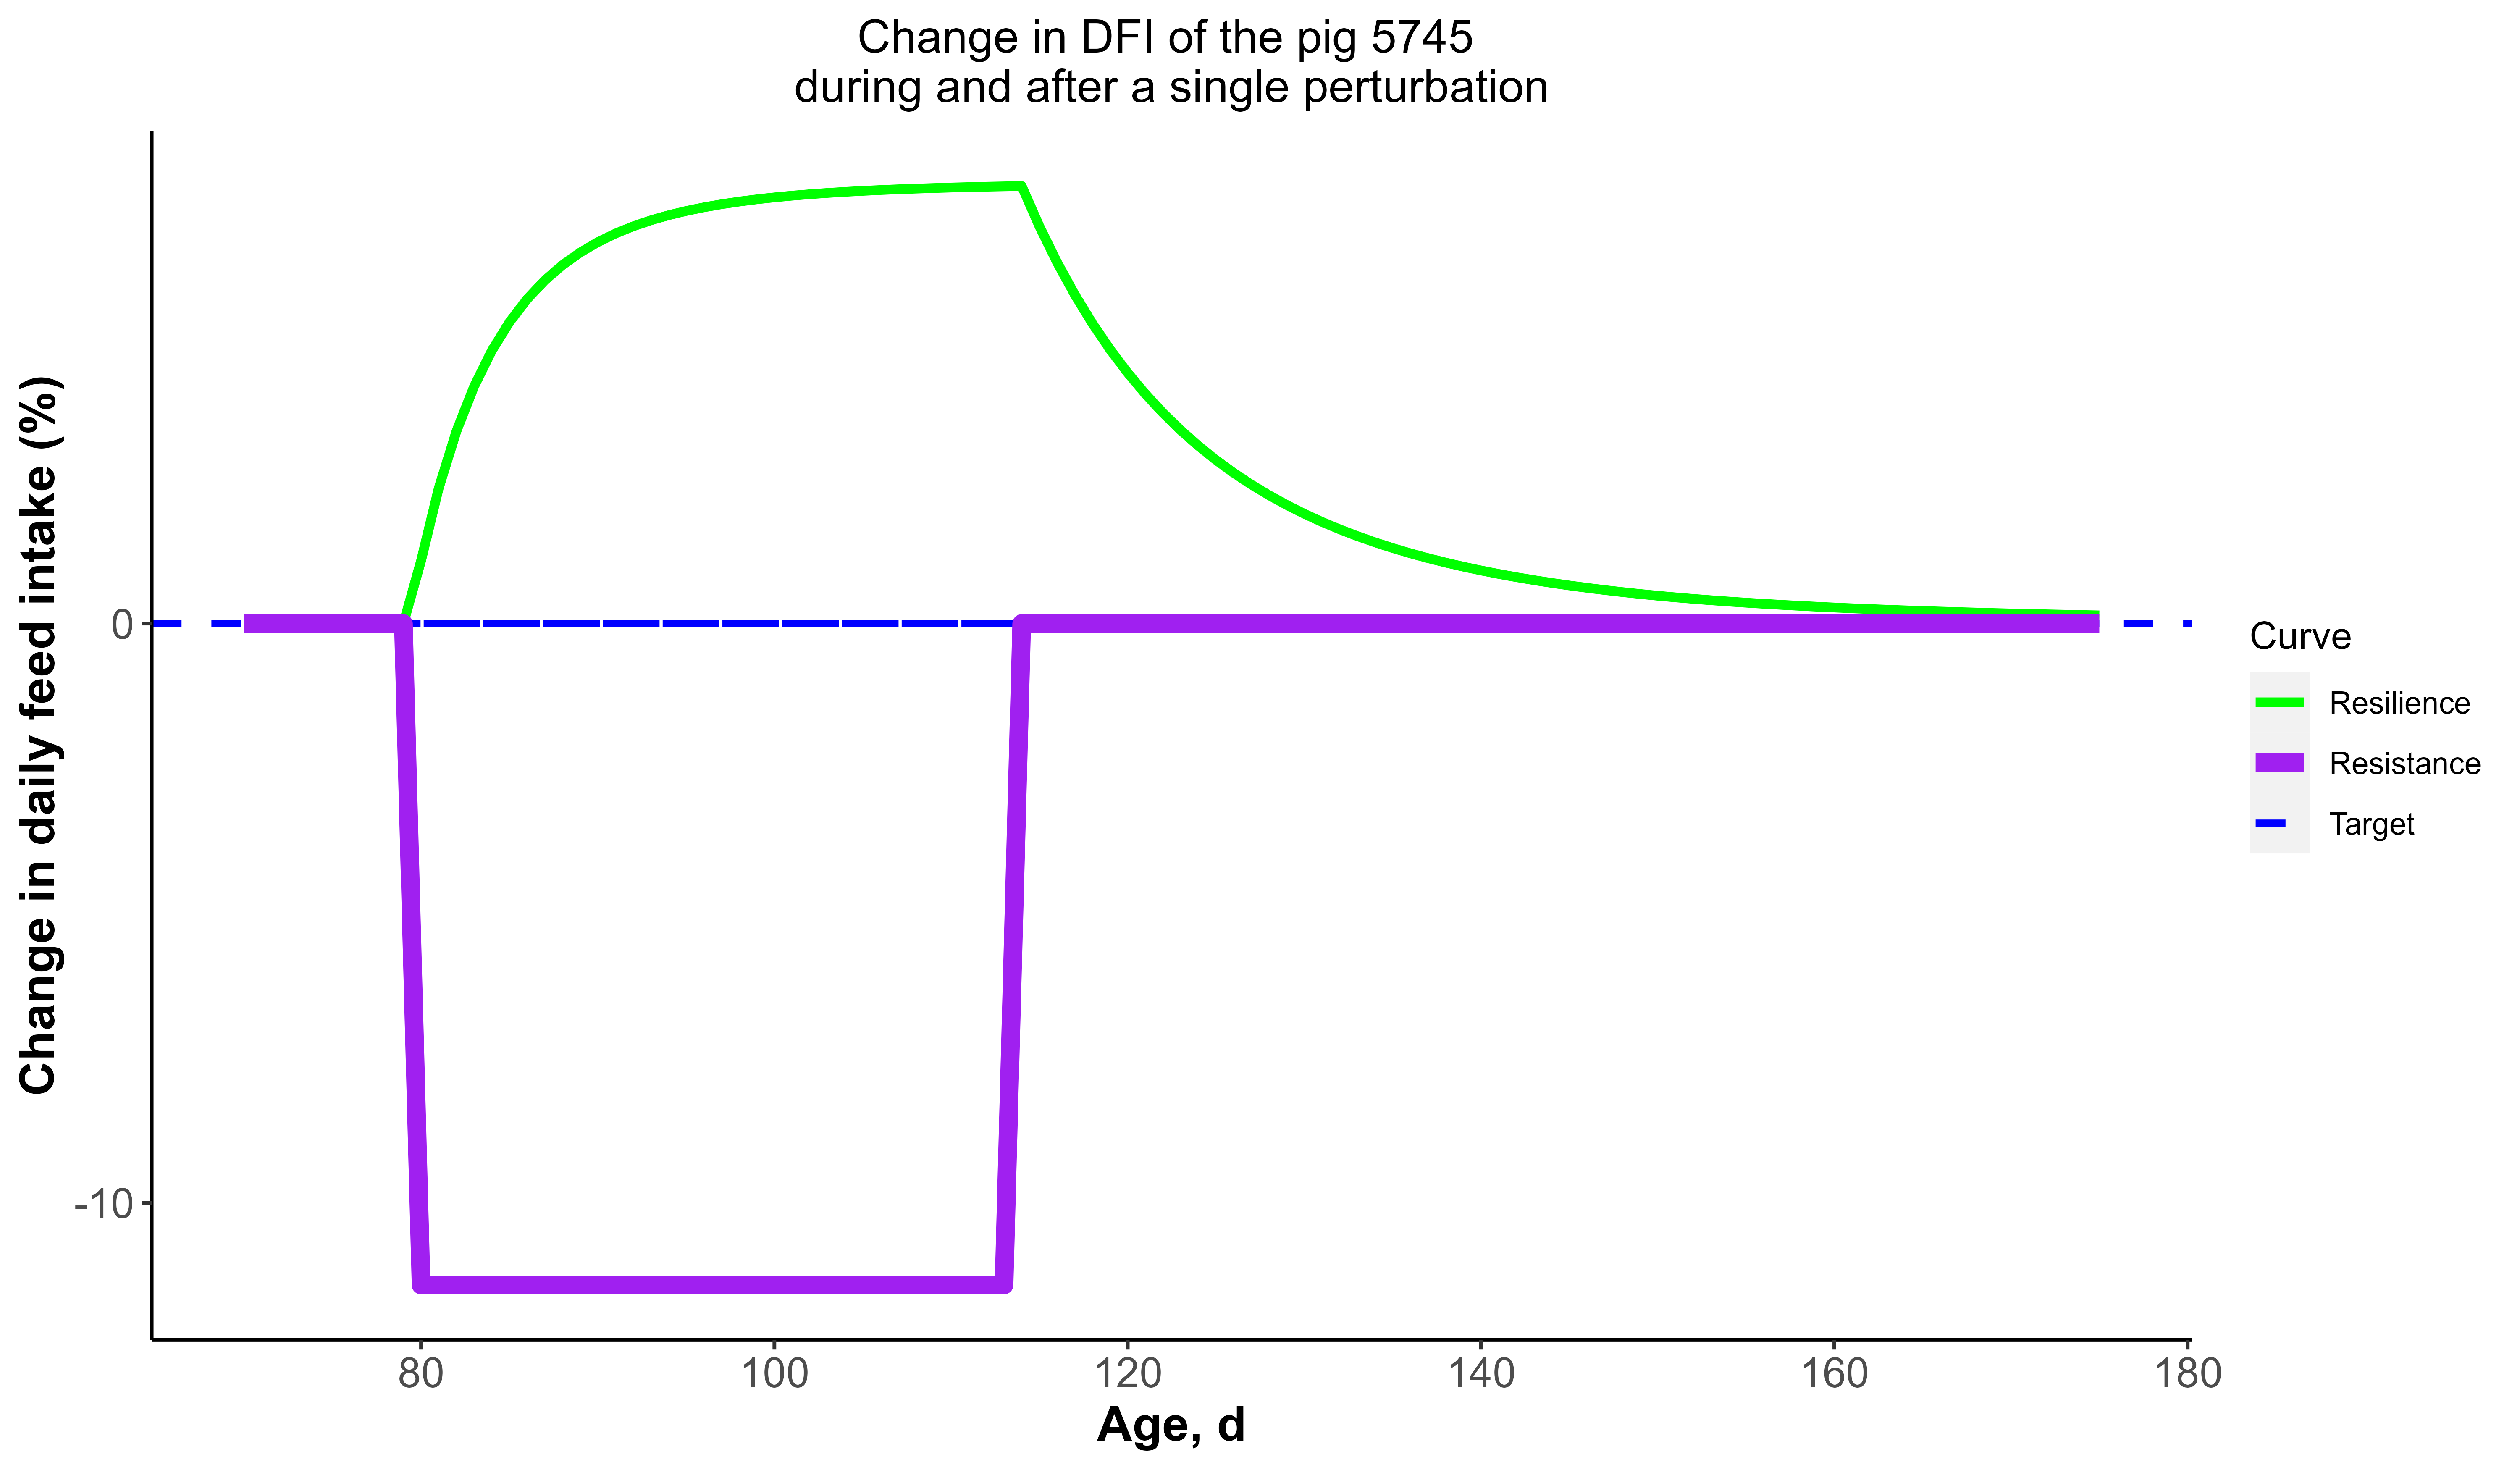 Change in DFI of the pig 5745
during and after a single perturbation
Change in daily feed intake (%)
0
-10
80
100
120
140
160
180
Age, d
Curve
Resilience
Resistance
Target